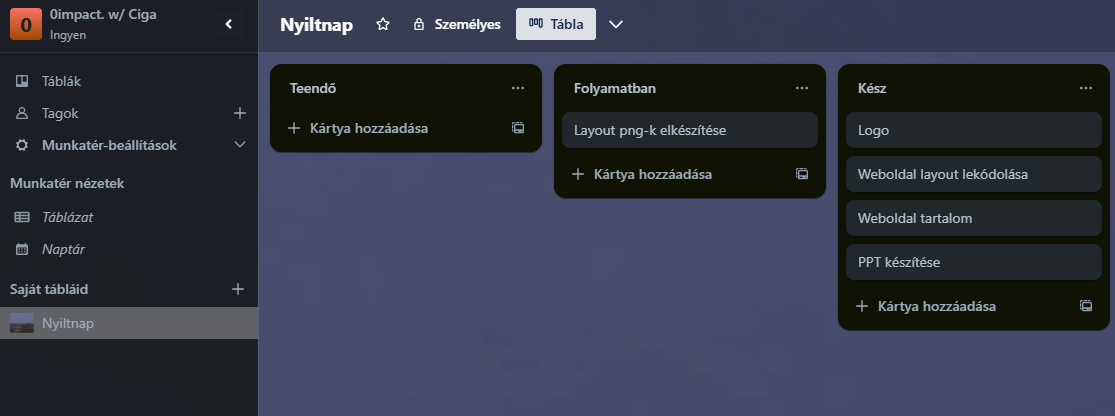 0
0impact. w/ Ciga
Ingyen
Táblák
Tagok
Munkatér-beállítások
Munkatér nézetek
Táblázat
Naptár
Saját tábláid
Nyiltnap
Nyiltnap
Személyes
Tábla
Teendő
Kártya hozzáadása
Folyamatban
Layout png-k elkészítése
Kártya hozzáadása
Kész
Logo
Weboldal layout lekódolása
Weboldal tartalom
PPT készítése
Kártya hozzáadása